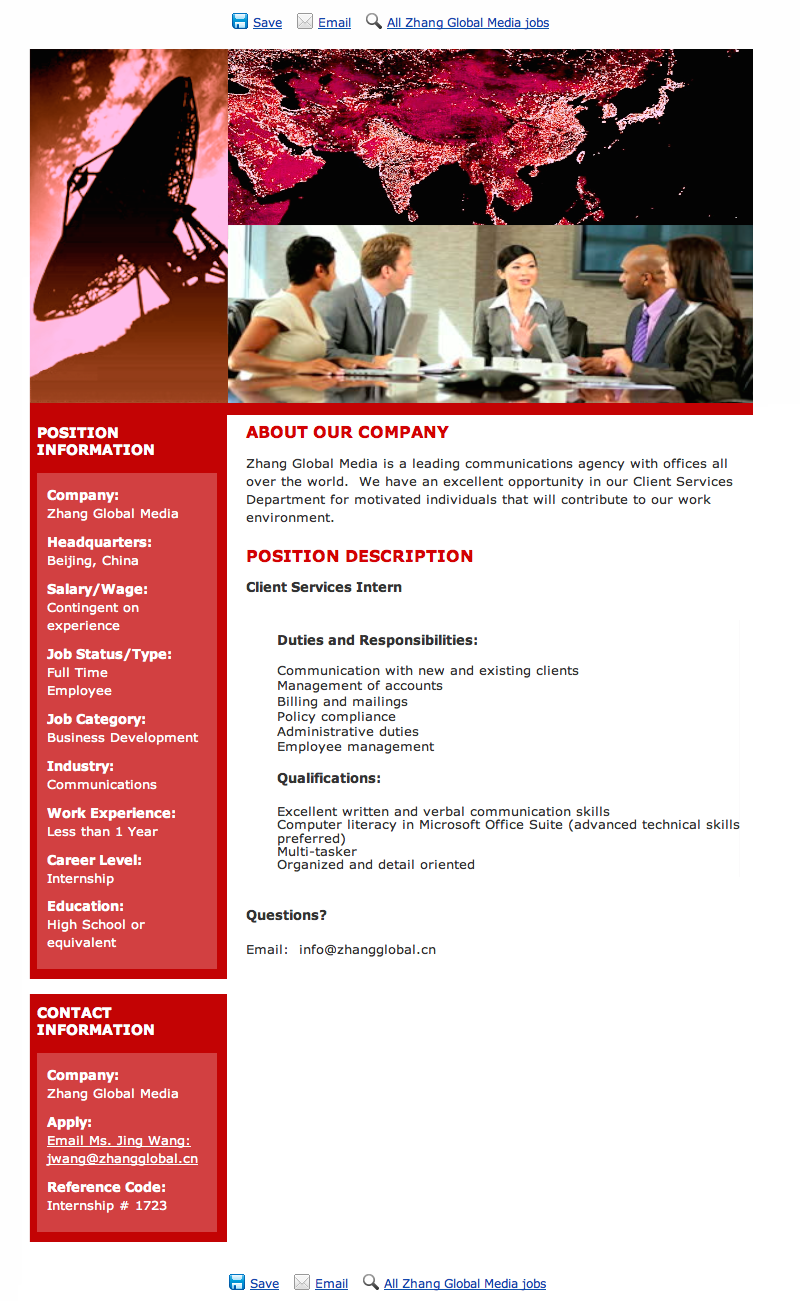 Save Email All Zhang Global Media jobs
POSITION
INFORMATION
Company:
Zhang Global Media
Headquarters:
Beijing, China
Salary/Wage:
Contingent on
experience
Job Status/Type:
Full Time
Employee
Job Category:
Business Development
Industry:
Communications
Work Experience:
Less than 1 Year
Career Level:
Internship
Education:
High School or
equivalent
CONTACT
INFORMATION
Company:
Zhang Global Media
Apply:
Email Ms. Jing Wang:
jwang@zhangglobal.cn
Reference Code:
Internship # 1723
ABOUT OUR COMPANY
Zhang Global Media is a leading communications agency with offices all
over the world.  We have an excellent opportunity in our Client Services
Department for motivated individuals that will contribute to our work
environment.
POSITION DESCRIPTION
Client Services Intern
Duties and Responsibilities:
Communication with new and existing clients
Management of accounts
Billing and mailings
Policy compliance
Administrative duties
Employee management
Qualifications:
Excellent written and verbal communication skills
Computer literacy in Microsoft Office Suite (advanced technical skills
preferred)
Multi-tasker
Organized and detail oriented
Questions?
Email:  info@zhangglobal.cn
Save Email All Zhang Global Media jobs